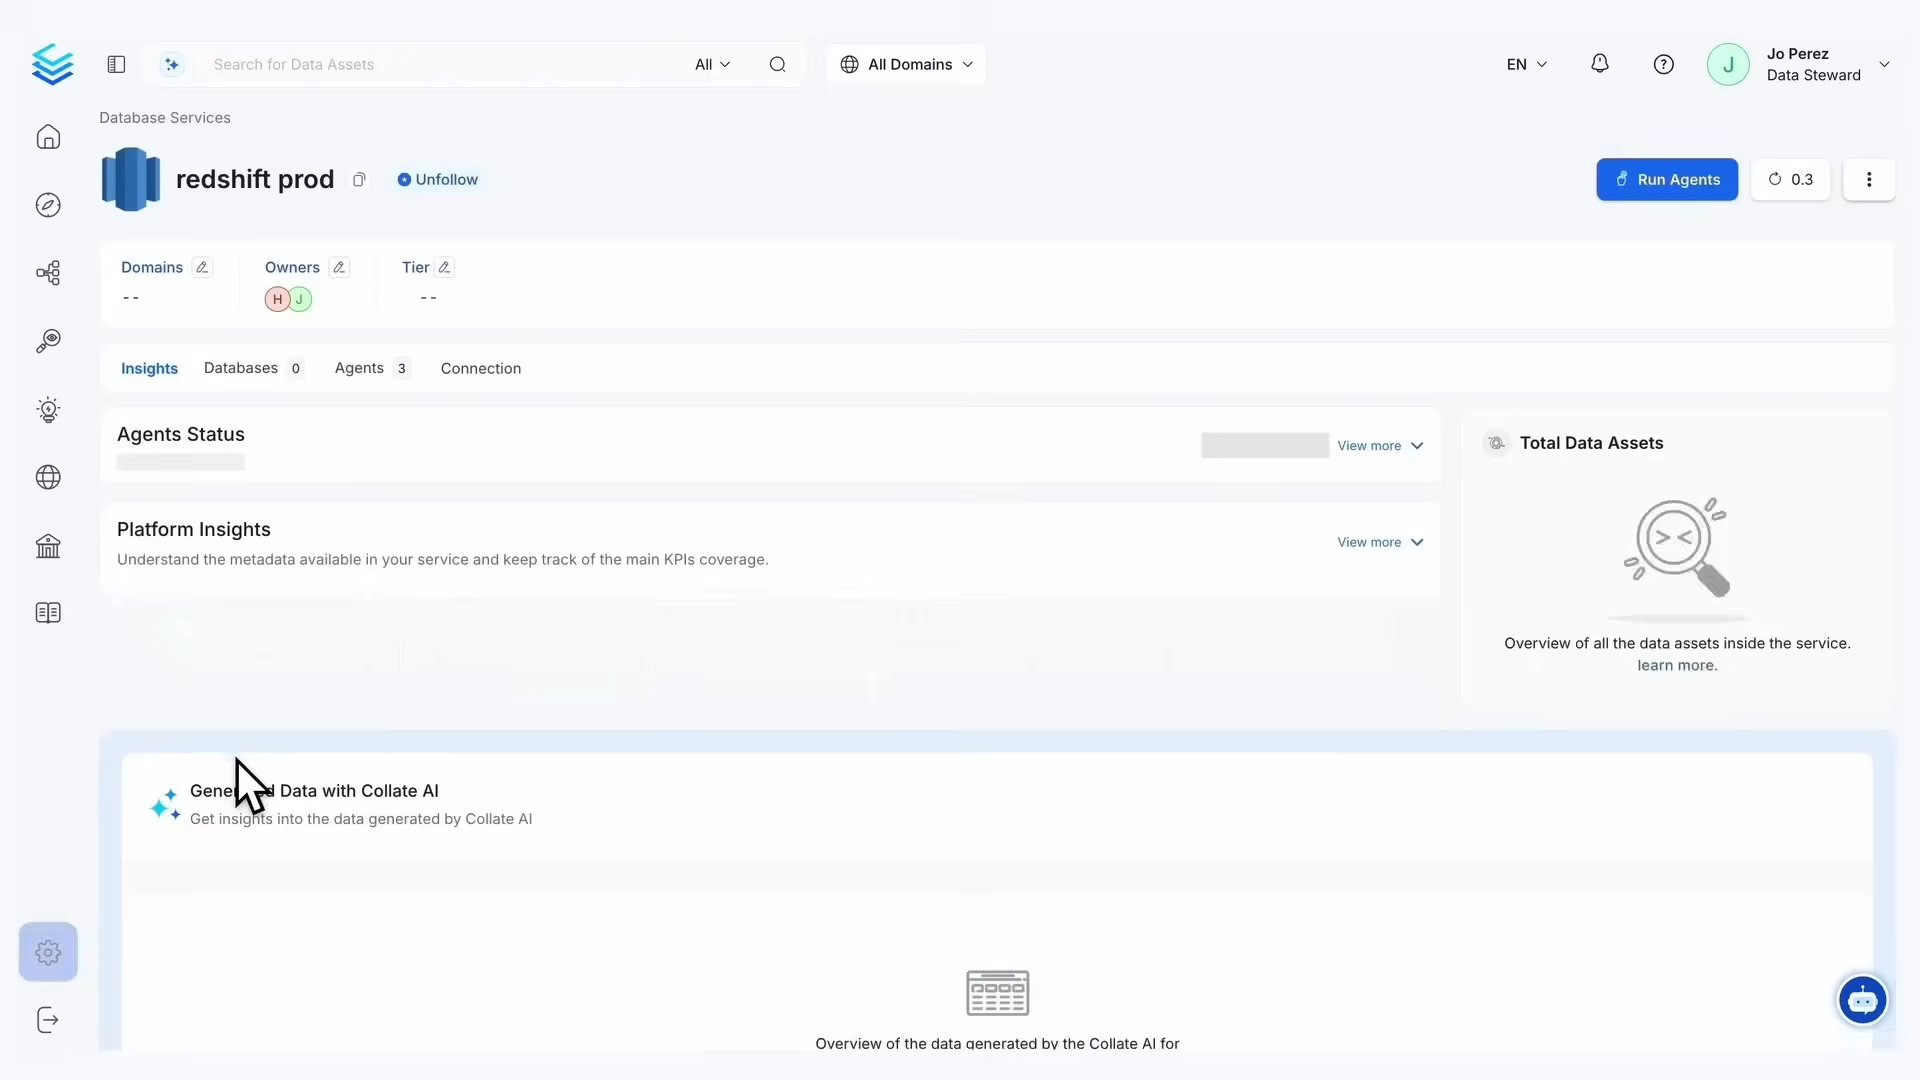 Search for Data Assets
All
All Domains
EN
J
Jo Perez
Data Steward
Database Services
redshift prod
Unfollow
Run Agents
0.3
Domains
Owners
Tier
--
H
J
--
Insights
Databases 0
Agents 3
Connection
Agents Status
View more
Total Data Assets
Platform Insights
Understand the metadata available in your service and keep track of the main KPIs coverage.
View more
Overview of all the data assets inside the service.
learn more.
Generated Data with Collate AI
Get insights into the data generated by Collate AI
Overview of the data generated by the Collate AI for